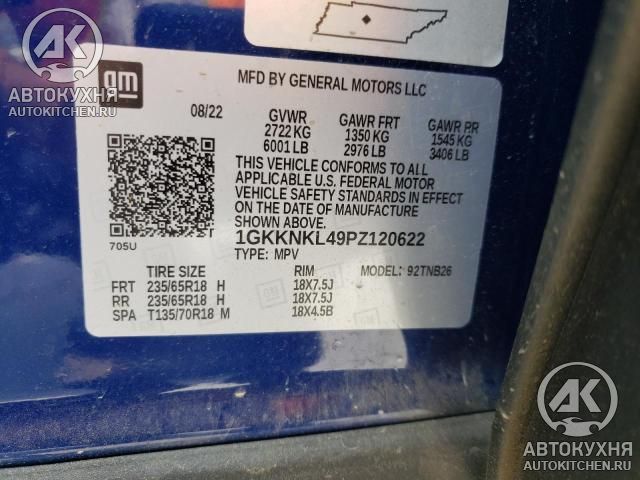 АВТОКУХНЯ
AUTOKITCHEN.RU
gm
MFD BY GENERAL MOTORS LLC
08/22 GVWR GAWR FRT GAWR RR
2722 KG 1350 KG 1545 KG
6001 LB 2976 LB 3406 LB
THIS VEHICLE CONFORMS TO ALL
APPLICABLE U.S. FEDERAL MOTOR
VEHICLE SAFETY STANDARDS IN EFFECT
ON THE DATE OF MANUFACTURE
SHOWN ABOVE.
705U
1GKKNKL49PZ120622
TYPE: MPV MODEL: 92TNB26
TIRE SIZE RIM
FRT 235/65R18 H 18X7.5J
RR 235/65R18 H 18X7.5J
SPA T135/70R18 M 18X4.5B
AK
АВТОКУХНЯ
AUTOKITCHEN.RU